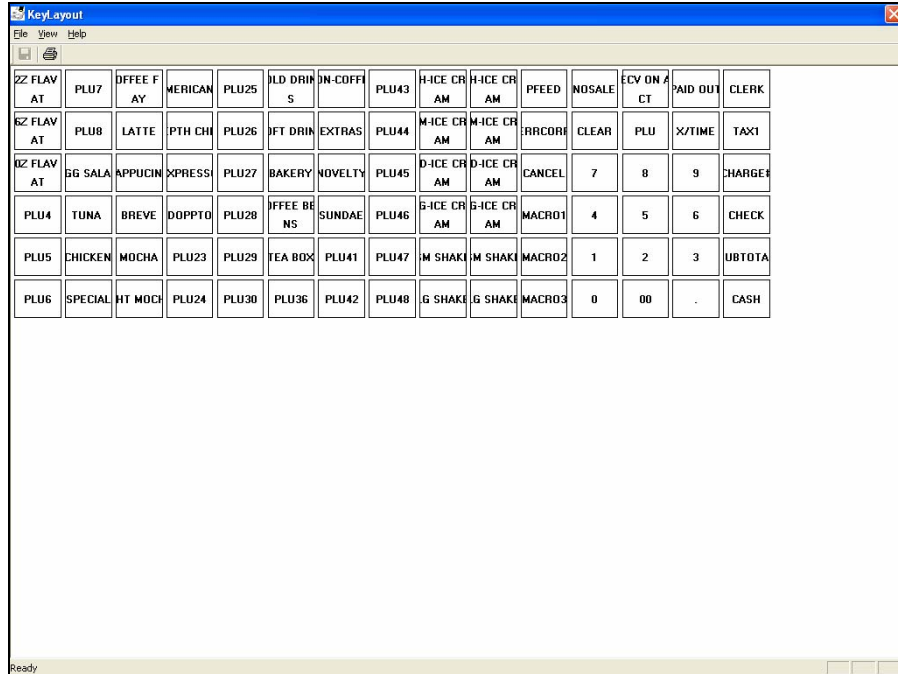 KeyLayout
File View Help
2Z FLAV PLU7 OFFEE F MERICAN PLU25 OLD DRIN ON-COFFE PLU43 H-ICE CR H-ICE CR PFEED NOSALE ECV ON A PAID OUT CLERK
AT AY S AM AM CT
6Z FLAV PLU8 LATTE EPTH CHI PLU26 OFT DRIN EXTRAS PLU44 M-ICE CR M-ICE CR ERRCORR CLEAR PLU X/TIME TAX1
AT AM AM
0Z FLAV GG SALA APPUCIN XPRESSO PLU27 BAKERY NOVELTY PLU45 D-ICE CR D-ICE CR CANCEL 7 8 9 CHARGE#
AT AM AM
PLU4 TUNA BREVE DOPPTO PLU28 OFFEE BE SUNDAE PLU46 G-ICE CR G-ICE CR MACRO1 4 5 6 CHECK
NS AM AM
PLU5 CHICKEN MOCHA PLU23 PLU29 TEA BOX PLU41 PLU47 SM SHAKE SM SHAKE MACRO2 1 2 3 UBTOTA
PLU6 SPECIAL HT MOCH PLU24 PLU30 PLU36 PLU42 PLU48 LG SHAKE LG SHAKE MACRO3 0 00 . CASH
Ready